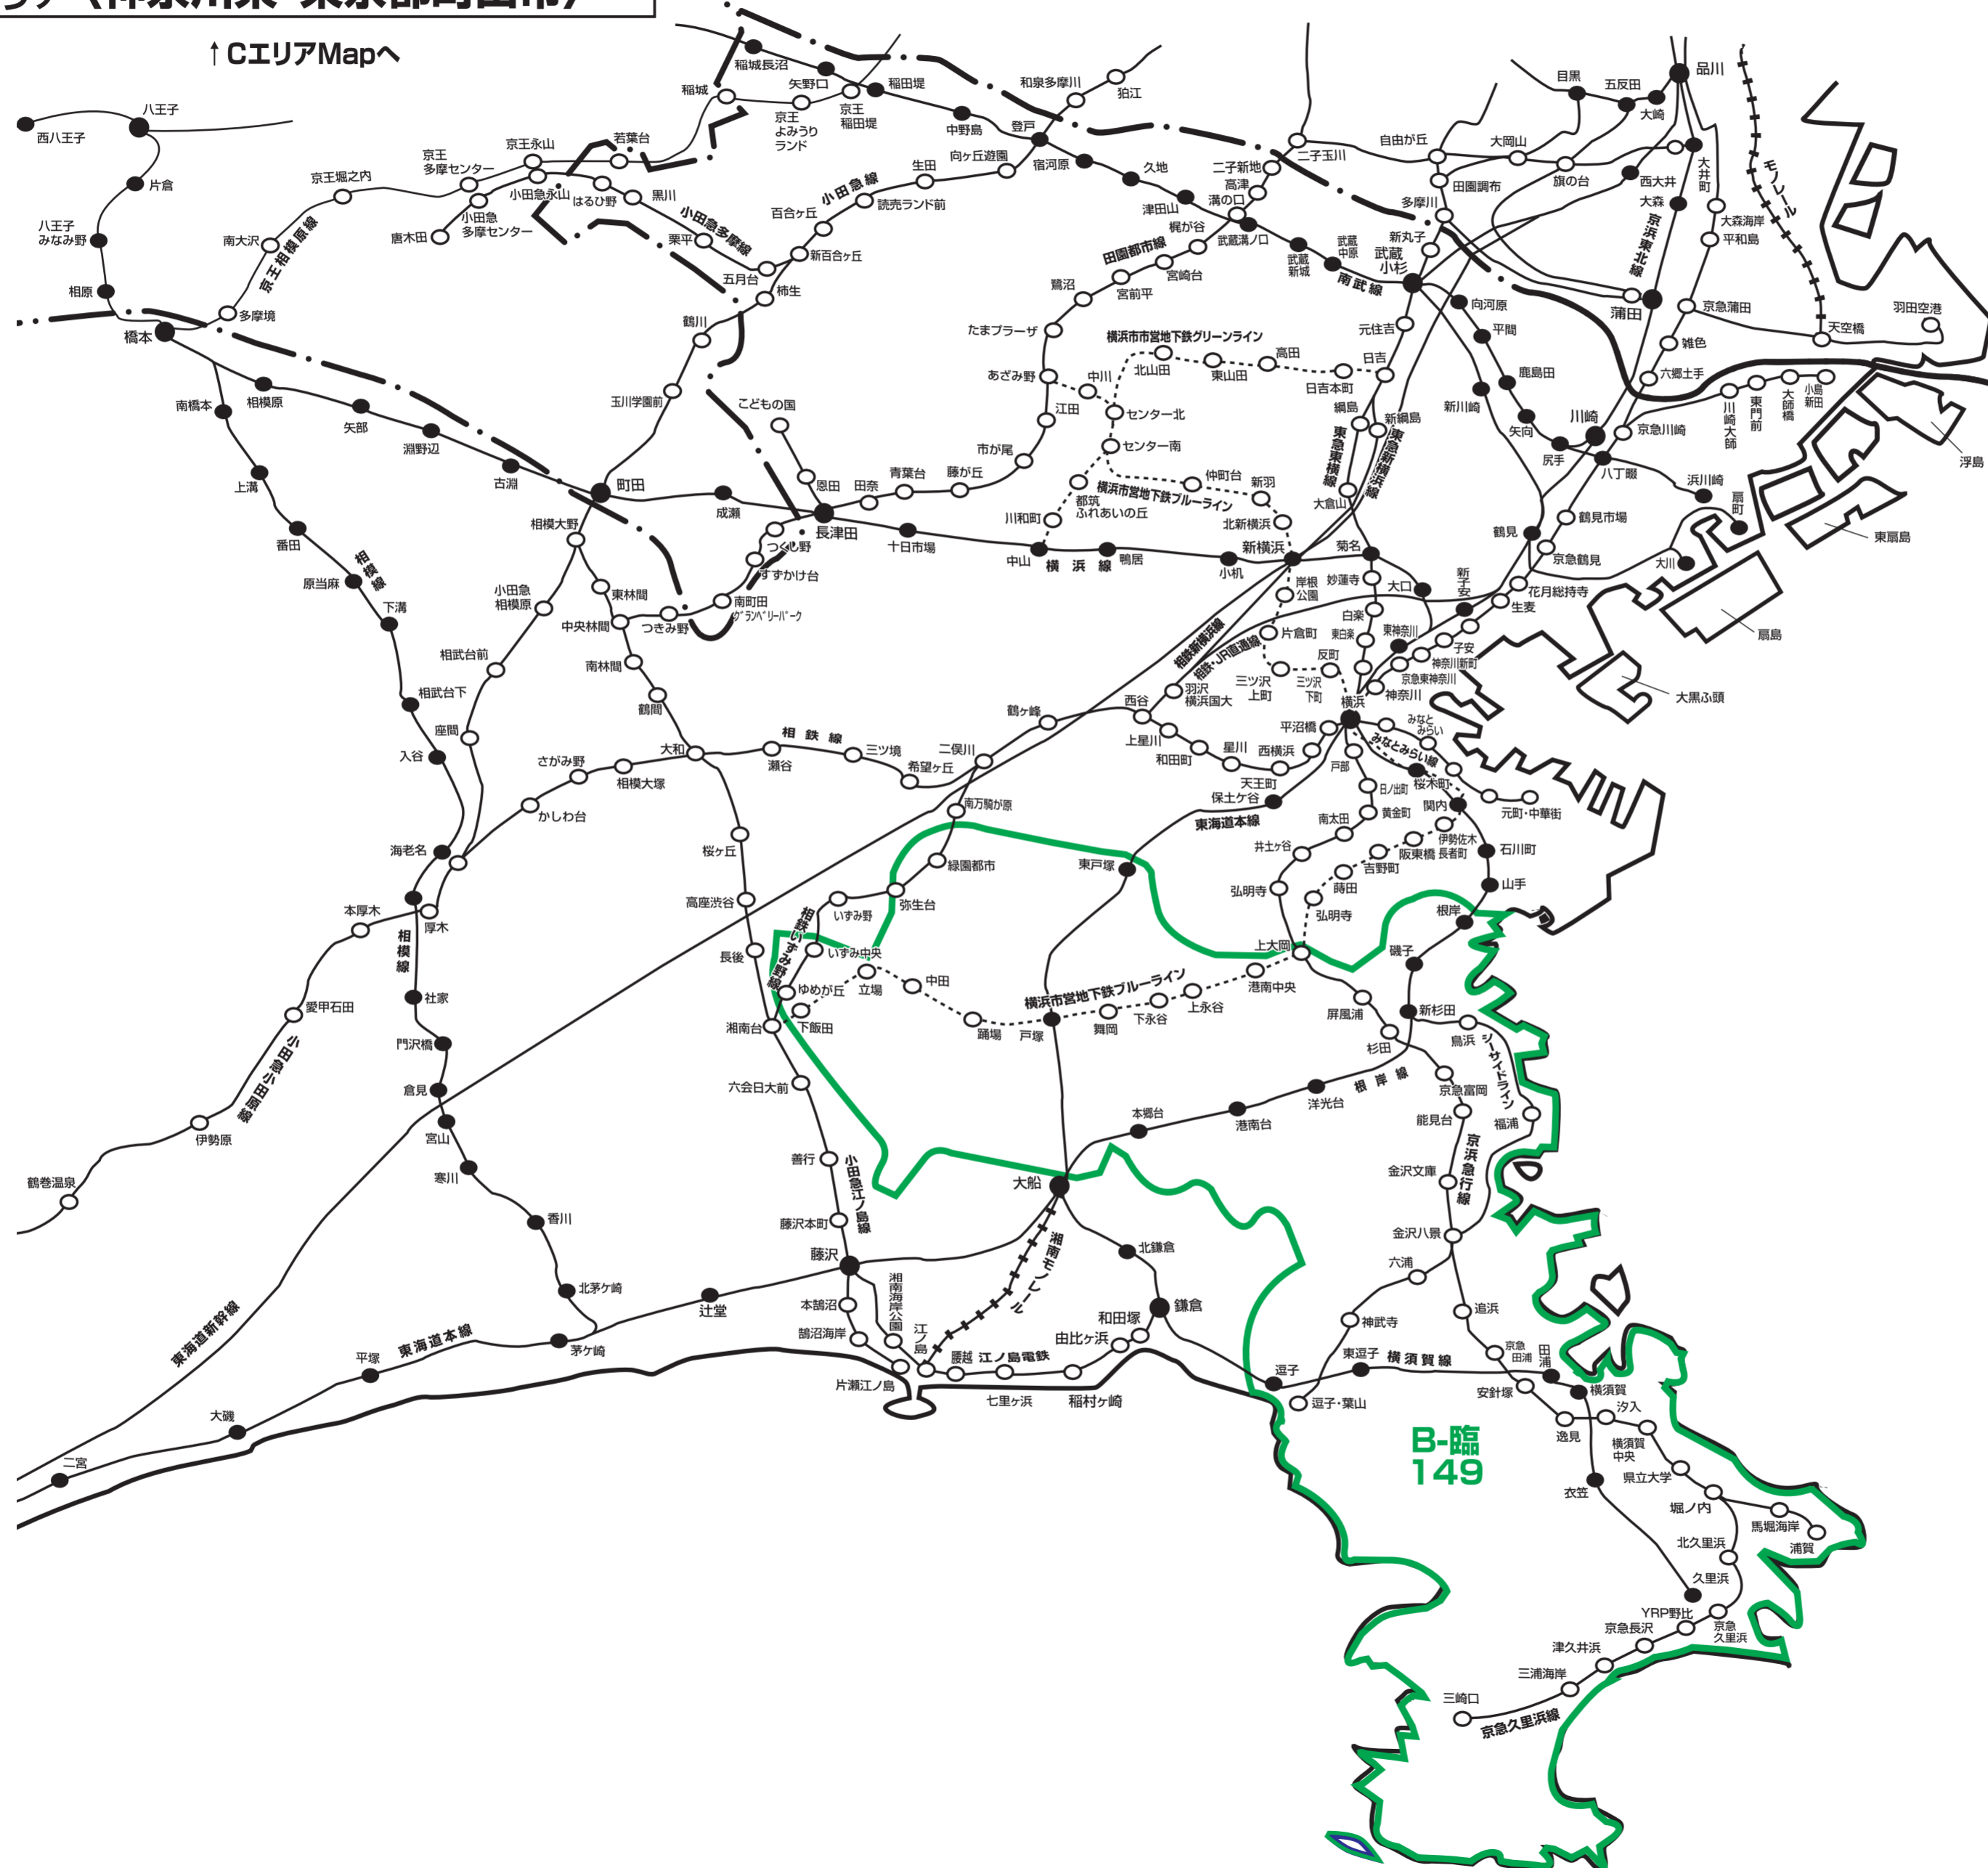 ↑CエリアMapへ
八王子
西八王子
片倉
八王子
みなみ野
相原
橋本
京王堀之内
南大沢
多摩境
京王相模原線
京王
多摩センター
京王永山
若葉台
小田急永山
小田急
多摩センター
唐木田
はるひ野
黒川
小田急多摩線
栗平
五月台
稲城
稲城長沼
矢野口
京王
よみうり
ランド
京王
稲田堤
稲田堤
中野島
登戸
和泉多摩川
狛江
宿河原
向ヶ丘遊園
生田
読売ランド前
小田急線
百合ヶ丘
新百合ヶ丘
柿生
鶴川
玉川学園前
久地
津田山
二子新地
高津
溝の口
武蔵溝ノ口
梶が谷
田園都市線
宮崎台
宮前平
鷺沼
たまプラーザ
あざみ野
江田
市が尾
藤が丘
青葉台
田奈
恩田
こどもの国
長津田
武蔵
新城
武蔵
中原
南武線
二子玉川
自由が丘
田園調布
多摩川
新丸子
武蔵
小杉
元住吉
日吉
大岡山
旗の台
目黒
五反田
大崎
品川
大井町
西大井
大森
京浜東北線
大森海岸
平和島
モノレール
蒲田
京急蒲田
雑色
六郷土手
天空橋
羽田空港
向河原
平間
鹿島田
新川崎
矢向
尻手
川崎
京急川崎
川崎大師
東門前
大師橋
小島
新田
八丁畷
浜川崎
扇町
大川
浮島
東扇島
扇島
大黒ふ頭
横浜市市営地下鉄グリーンライン
北山田
東山田
高田
日吉本町
中川
センター北
センター南
都筑
ふれあいの丘
川和町
横浜市営地下鉄ブルーライン
仲町台
新羽
北新横浜
新横浜
綱島
新綱島
東急東横線
東急新横浜線
大倉山
菊名
妙蓮寺
白楽
東白楽
反町
大口
鶴見
鶴見市場
京急鶴見
花月総持寺
生麦
新子安
子安
神奈川新町
京急東神奈川
東神奈川
神奈川
横浜
南橋本
相模原
矢部
淵野辺
古淵
町田
成瀬
つくし野
すずかけ台
南町田
グランベリーパーク
つきみ野
十日市場
中山
横浜線
鴨居
小机
岸根
公園
片倉町
三ツ沢
上町
三ツ沢
下町
相鉄新横浜線
相鉄・JR直通線
羽沢
横浜国大
西谷
上星川
和田町
星川
天王町
西横浜
平沼橋
上溝
番田
原当麻
相模線
下溝
相武台下
入谷
相模大野
小田急
相模原
相武台前
座間
東林間
中央林間
南林間
鶴間
大和
相鉄線
瀬谷
三ツ境
希望ヶ丘
二俣川
鶴ヶ峰
さがみ野
相模大塚
かしわ台
海老名
厚木
本厚木
愛甲石田
伊勢原
鶴巻温泉
小田急小田原線
相模線
社家
門沢橋
倉見
宮山
寒川
香川
北茅ケ崎
茅ケ崎
桜ヶ丘
高座渋谷
長後
湘南台
六会日大前
善行
小田急江ノ島線
藤沢本町
藤沢
本鵠沼
鵠沼海岸
片瀬江ノ島
南万騎が原
緑園都市
弥生台
いずみ野
いずみ中央
相鉄いずみ野線
ゆめが丘
下飯田
立場
中田
踊場
戸塚
横浜市営地下鉄ブルーライン
舞岡
下永谷
上永谷
港南中央
上大岡
東戸塚
東海道本線
保土ケ谷
戸部
日ノ出町
黄金町
南太田
井土ヶ谷
弘明寺
弘明寺
蒔田
吉野町
阪東橋
伊勢佐木
長者町
関内
桜木町
みなとみらい線
みなと
みらい
元町・中華街
石川町
山手
根岸
磯子
新杉田
屏風浦
杉田
鳥浜
シーサイドライン
福浦
京急富岡
能見台
京浜急行線
金沢文庫
金沢八景
根岸線
洋光台
港南台
本郷台
大船
湘南モノレール
北鎌倉
鎌倉
和田塚
由比ヶ浜
稲村ヶ崎
七里ヶ浜
江ノ島電鉄
腰越
江ノ島
湘南海岸公園
六浦
神武寺
逗子・葉山
逗子
東逗子
横須賀線
追浜
京急
田浦
田浦
安針塚
横須賀
逸見
汐入
横須賀
中央
県立大学
堀ノ内
衣笠
馬堀海岸
浦賀
北久里浜
久里浜
京急
久里浜
YRP野比
京急長沢
津久井浜
三浦海岸
三崎口
京急久里浜線
B-臨
149
東海道新幹線
東海道本線
辻堂
平塚
大磯
二宮